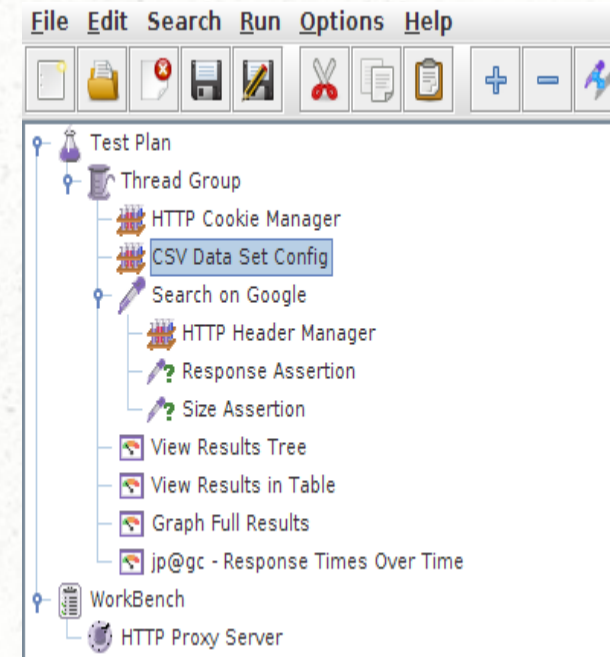 File Edit Search Run Options Help
Test Plan
Thread Group
HTTP Cookie Manager
CSV Data Set Config
Search on Google
HTTP Header Manager
Response Assertion
Size Assertion
View Results Tree
View Results in Table
Graph Full Results
jp@gc - Response Times Over Time
WorkBench
HTTP Proxy Server